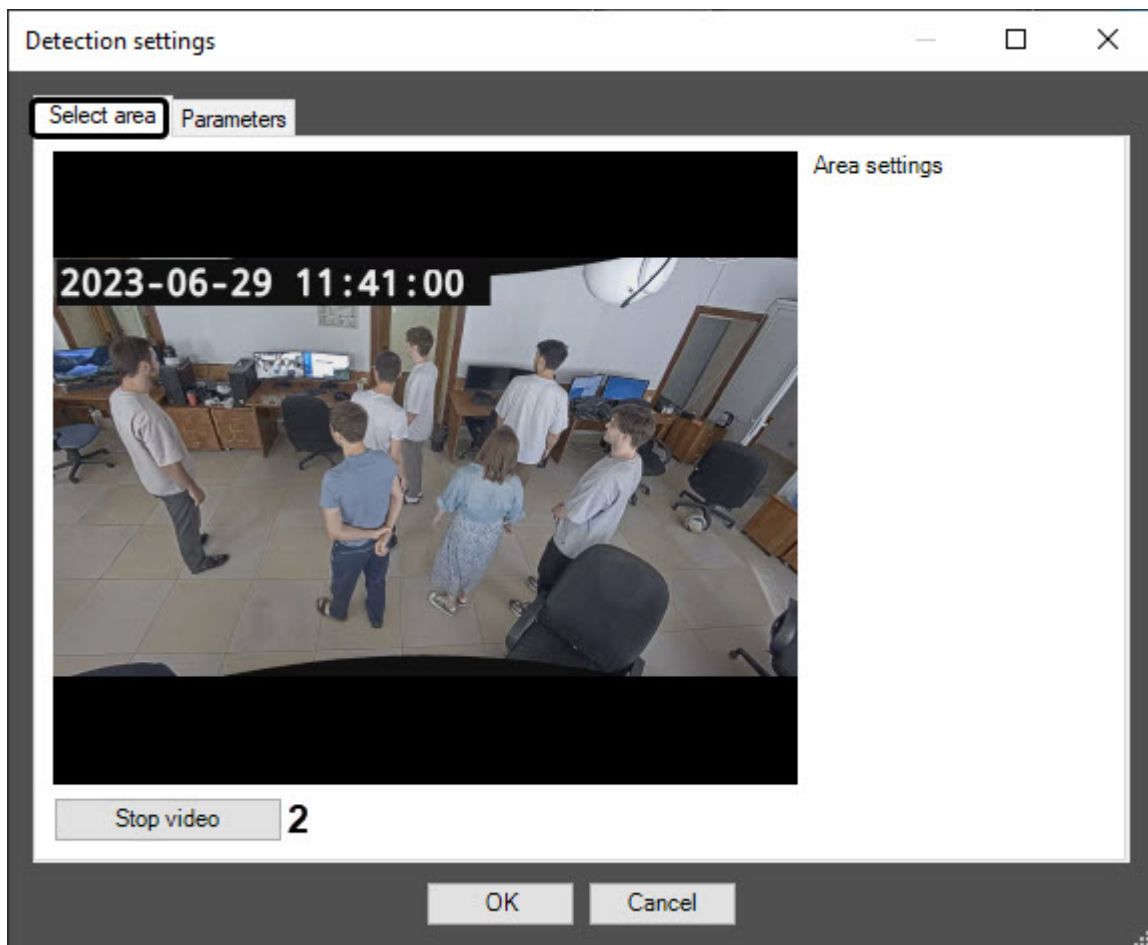 Detection settings
Select area
Parameters
Area settings
2023-06-29 11:41:00
Stop video
2
OK
Cancel